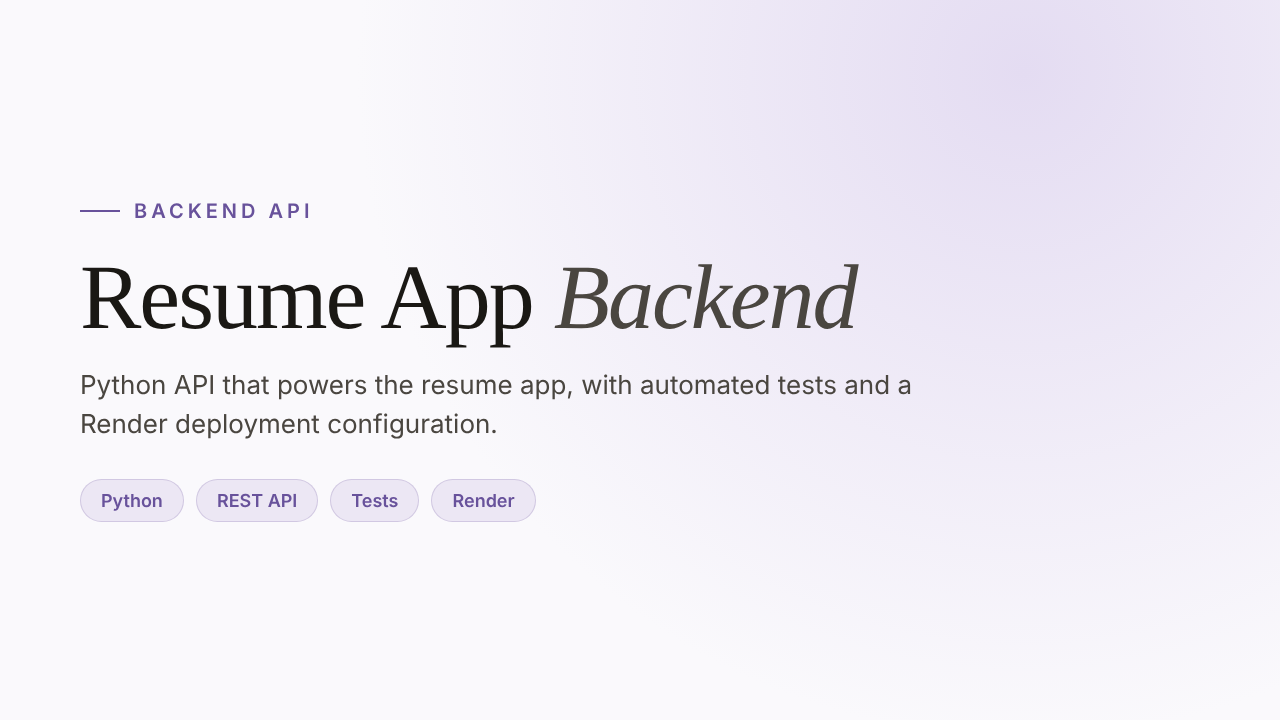 BACKEND API
Resume App Backend
Python API that powers the resume app, with automated tests and a
Render deployment configuration.
Python REST API Tests Render